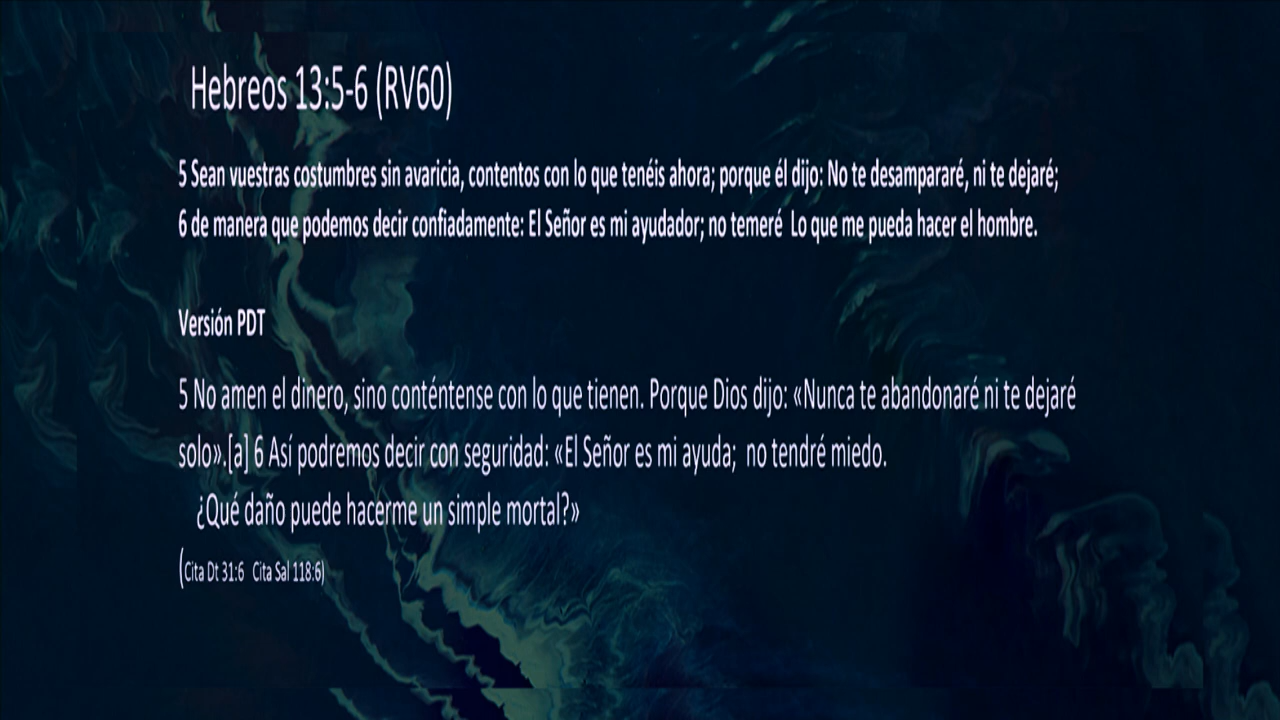 Hebreos 13:5-6 (RV60)
5 Sean vuestras costumbres sin avaricia, contentos con lo que tenéis ahora; porque él dijo: No te desampararé, ni te dejaré;
6 de manera que podemos decir confiadamente: El Señor es mi ayudador; no temeré Lo que me pueda hacer el hombre.
Versión PDT
5 No amen el dinero, sino conténtense con lo que tienen. Porque Dios dijo: «Nunca te abandonaré ni te dejaré
solo».[a] 6 Así podremos decir con seguridad: «El Señor es mi ayuda; no tendré miedo.
¿Qué daño puede hacerme un simple mortal?»
(Cita Dt 31:6 Cita Sal 118:6)